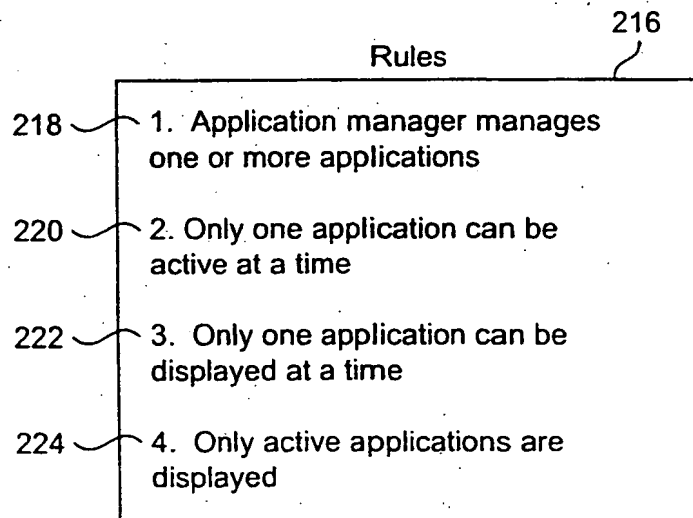 216
Rules
218 1. Application manager manages
one or more applications
220 2. Only one application can be
active at a time
222 3. Only one application can be
displayed at a time
224 4. Only active applications are
displayed